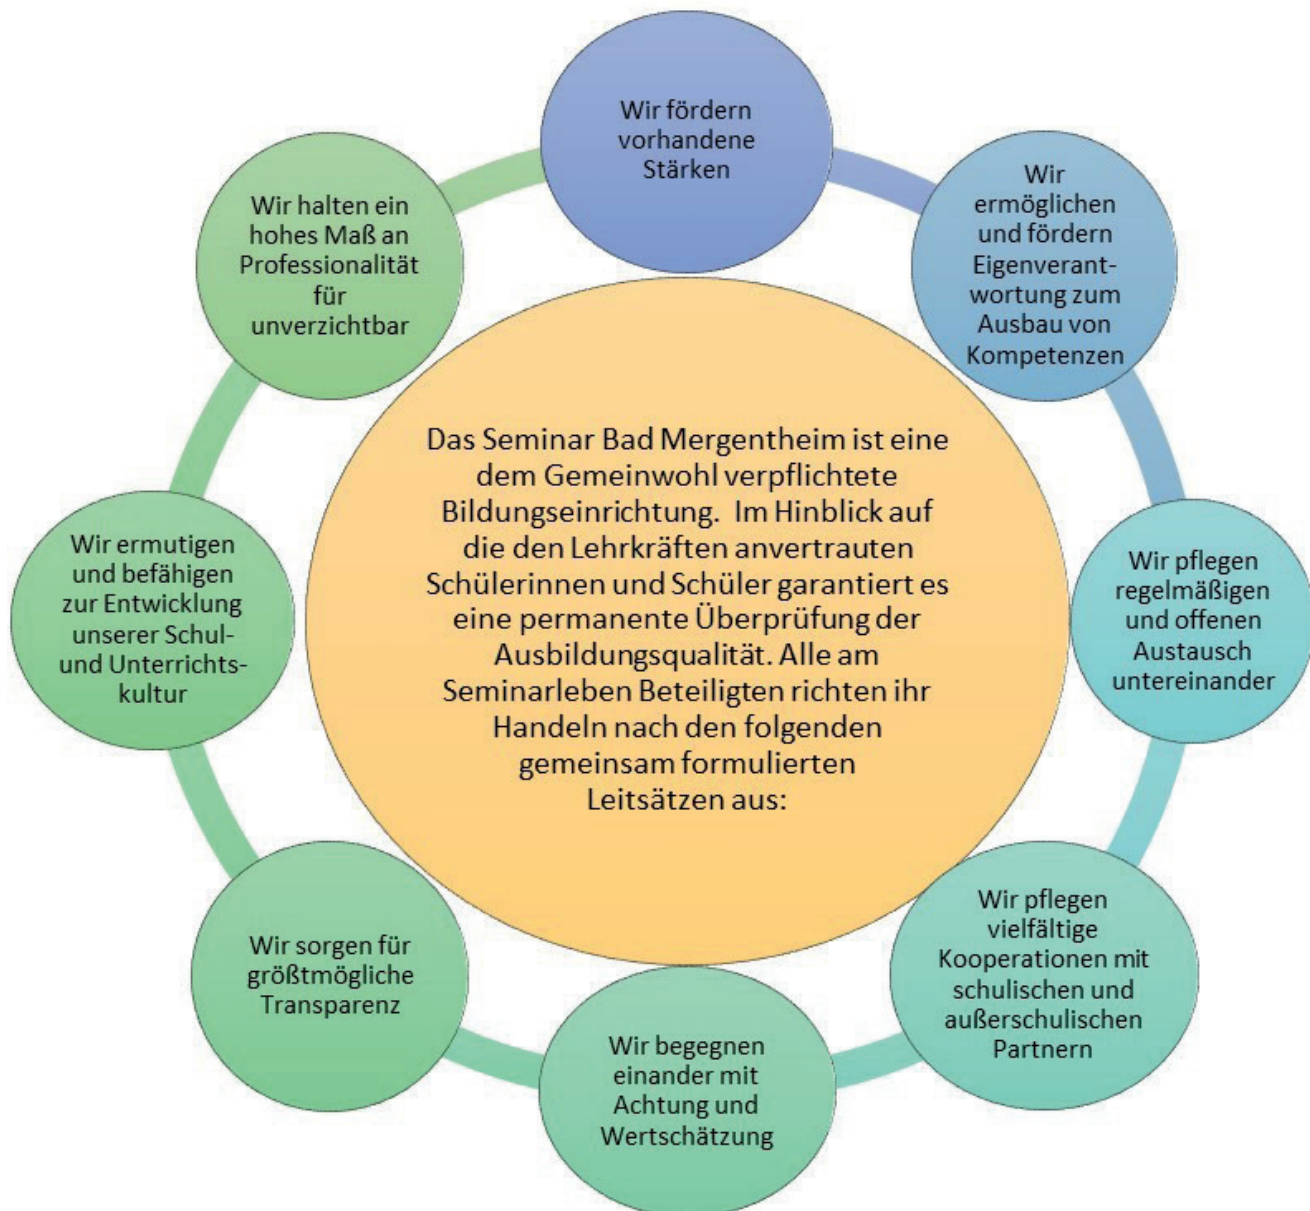 Wir fördern
vorhandene
Stärken
Wir
ermöglichen
und fördern
Eigenverant-
wortung zum
Ausbau von
Kompetenzen
Wir pflegen
regelmäßigen
und offenen
Austausch
untereinander
Wir pflegen
vielfältige
Kooperationen mit
schulischen und
außerschulischen
Partnern
Wir begegnen
einander mit
Achtung und
Wertschätzung
Wir sorgen für
größtmögliche
Transparenz
Wir ermutigen
und befähigen
zur Entwicklung
unserer Schul-
und Unterrichts-
kultur
Wir halten ein
hohes Maß an
Professionalität
für
unverzichtbar
Das Seminar Bad Mergentheim ist eine
dem Gemeinwohl verpflichtete
Bildungseinrichtung. Im Hinblick auf
die den Lehrkräften anvertrauten
Schülerinnen und Schüler garantiert es
eine permanente Überprüfung der
Ausbildungsqualität. Alle am
Seminarleben Beteiligten richten ihr
Handeln nach den folgenden
gemeinsam formulierten
Leitsätzen aus: